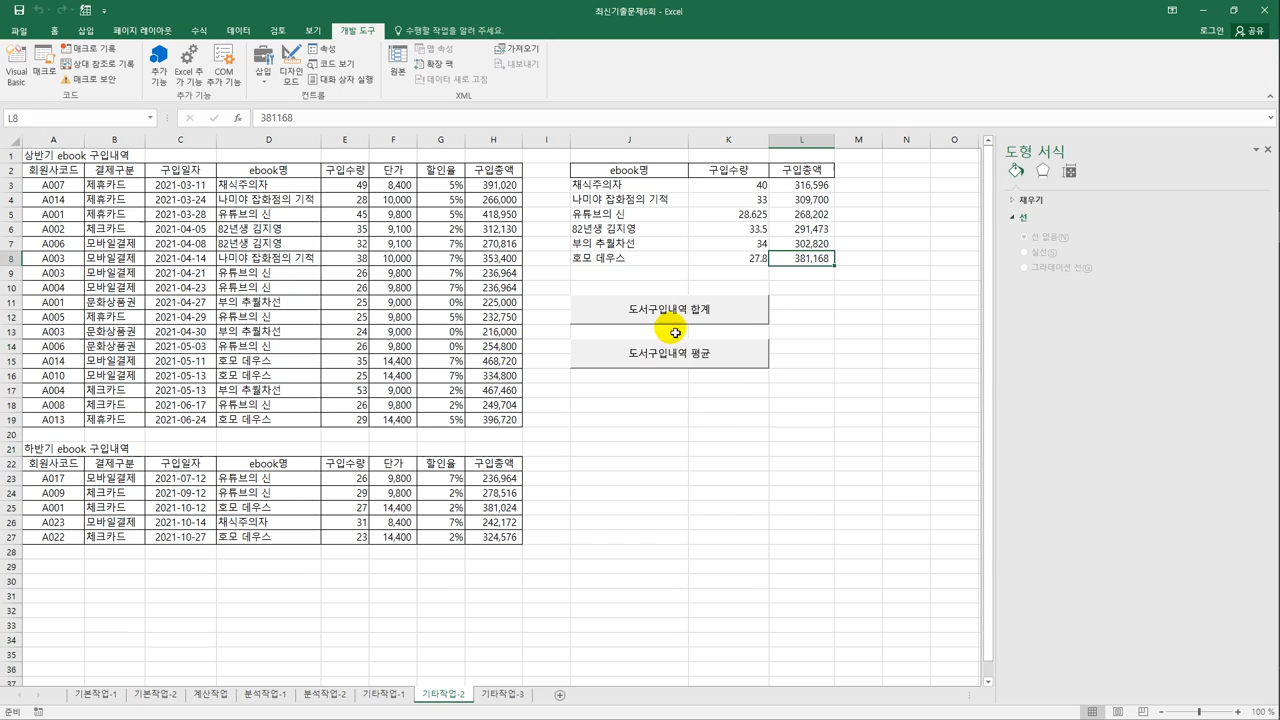 최신기출문제6회 - Excel
파일 홈 삽입 페이지 레이아웃 수식 데이터 검토 보기 개발 도구 수행할 작업을 알려 주세요. 로그인 공유
Visual Basic 매크로 매크로 기록 상대 참조로 기록 매크로 보안
추가 기능 Excel 추가 기능 COM 추가 기능
삽입 디자인 모드 속성 코드 보기 대화 상자 실행
원본 맵 속성 확장 팩 데이터 새로 고침 가져오기 내보내기
코드 추가 기능 컨트롤 XML
L8 fx 381168
A B C D E F G H I J K L M N O
1 상반기 ebook 구입내역
2 회원사코드 결제구분 구입일자 ebook명 구입수량 단가 할인율 구입총액 ebook명 구입수량 구입총액
3 A007 제휴카드 2021-03-11 채식주의자 49 8,400 5% 391,020 채식주의자 40 316,596
4 A014 제휴카드 2021-03-24 나미야 잡화점의 기적 28 10,000 5% 266,000 나미야 잡화점의 기적 33 309,700
5 A001 제휴카드 2021-03-28 유튜브의 신 45 9,800 5% 418,950 유튜브의 신 28.625 268,202
6 A002 체크카드 2021-04-05 82년생 김지영 35 9,100 2% 312,130 82년생 김지영 33.5 291,473
7 A006 모바일결제 2021-04-08 82년생 김지영 32 9,100 7% 270,816 부의 추월차선 34 302,820
8 A003 모바일결제 2021-04-14 나미야 잡화점의 기적 38 10,000 7% 353,400 호모 데우스 27.8 381,168
9 A003 모바일결제 2021-04-21 유튜브의 신 26 9,800 7% 236,964
10 A004 모바일결제 2021-04-23 유튜브의 신 26 9,800 7% 236,964
11 A001 문화상품권 2021-04-27 부의 추월차선 25 9,000 0% 225,000
12 A005 제휴카드 2021-04-29 유튜브의 신 25 9,800 5% 232,750
13 A003 문화상품권 2021-04-30 부의 추월차선 24 9,000 0% 216,000
14 A006 문화상품권 2021-05-03 유튜브의 신 26 9,800 0% 254,800
15 A014 모바일결제 2021-05-11 호모 데우스 35 14,400 7% 468,720
16 A010 모바일결제 2021-05-13 호모 데우스 25 14,400 7% 334,800
17 A004 체크카드 2021-05-13 부의 추월차선 53 9,000 2% 467,460
18 A008 체크카드 2021-06-17 유튜브의 신 26 9,800 2% 249,704
19 A013 제휴카드 2021-06-24 호모 데우스 29 14,400 5% 396,720
도서구입내역 합계
도서구입내역 평균
20
21 하반기 ebook 구입내역
22 회원사코드 결제구분 구입일자 ebook명 구입수량 단가 할인율 구입총액
23 A017 모바일결제 2021-07-12 유튜브의 신 26 9,800 7% 236,964
24 A009 체크카드 2021-09-12 유튜브의 신 29 9,800 2% 278,516
25 A001 체크카드 2021-10-12 호모 데우스 27 14,400 2% 381,024
26 A023 모바일결제 2021-10-14 채식주의자 31 8,400 7% 242,172
27 A022 체크카드 2021-10-27 호모 데우스 23 14,400 2% 324,576
28
29
30
31
32
33
34
35
36
37
도형 서식
채우기
선
선 없음(N)
실선(S)
그라데이션 선(G)
기본작업-1 기본작업-2 계산작업 분석작업-1 분석작업-2 기타작업-1 기타작업-2 기타작업-3
준비 100 %